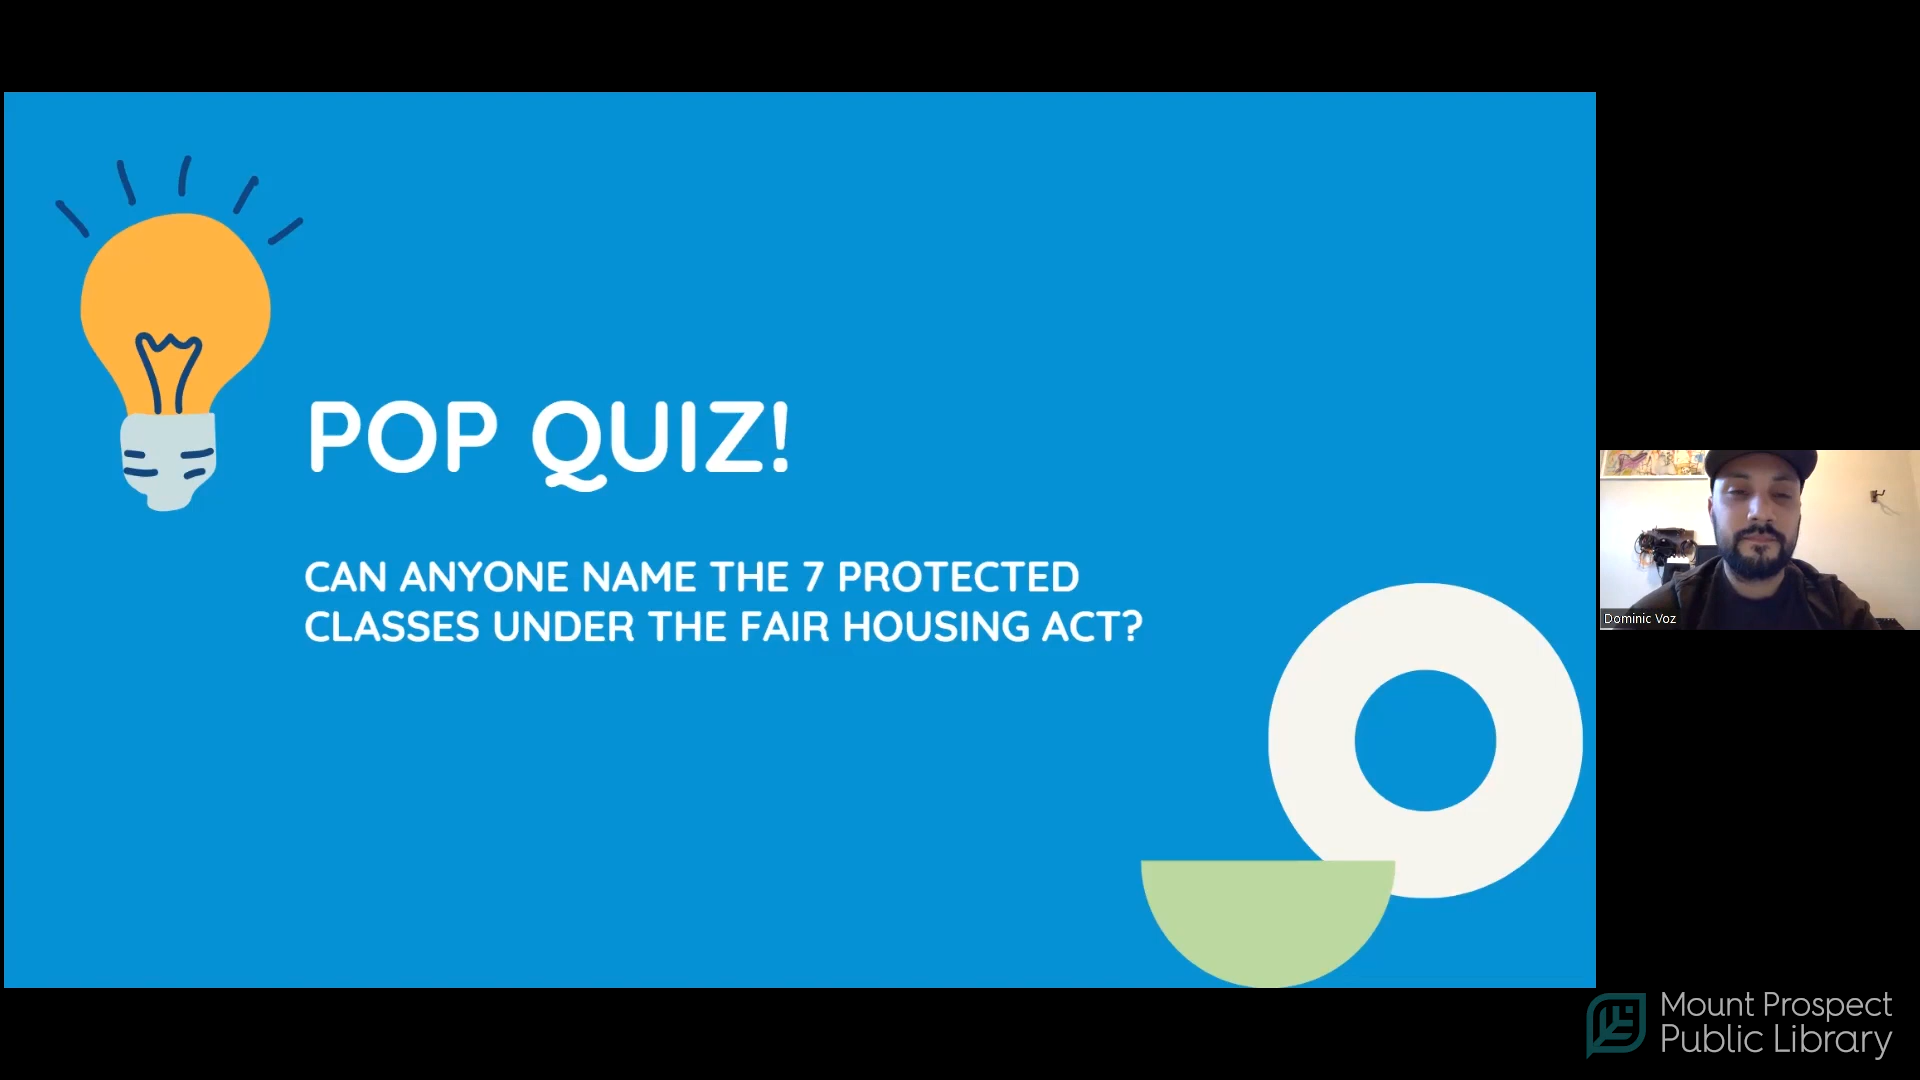 POP QUIZ!
CAN ANYONE NAME THE 7 PROTECTED
CLASSES UNDER THE FAIR HOUSING ACT?
Dominic Voz
Mount Prospect
Public Library